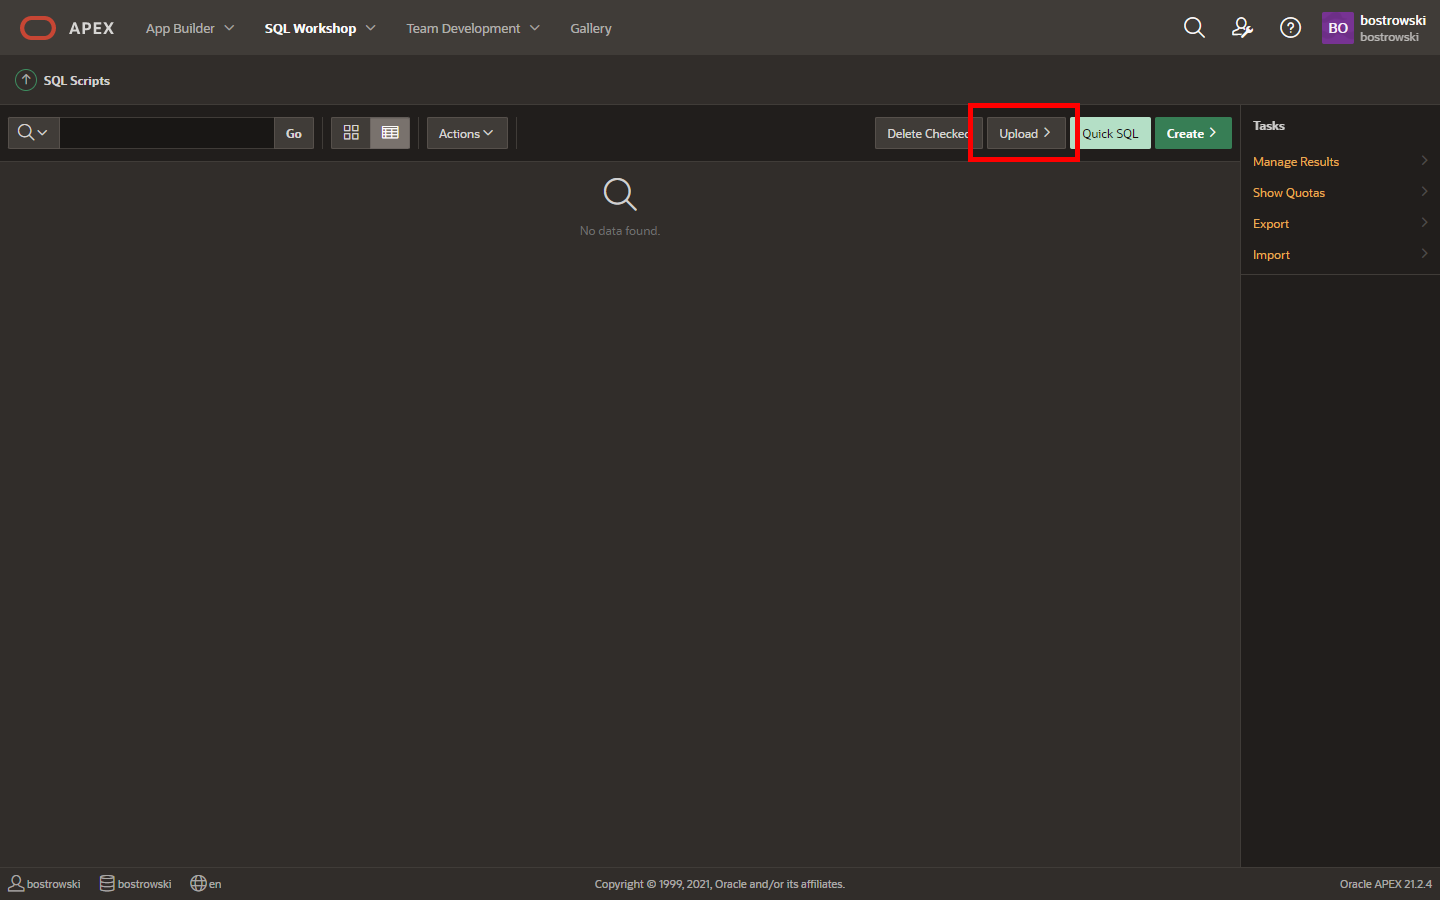 APEX App Builder SQL Workshop Team Development Gallery BO bostrowski
bostrowski
SQL Scripts
Go Actions Delete Checked Upload Quick SQL Create
Tasks
Manage Results
Show Quotas
Export
Import
No data found.
bostrowski bostrowski en Copyright © 1999, 2021, Oracle and/or its affiliates. Oracle APEX 21.2.4